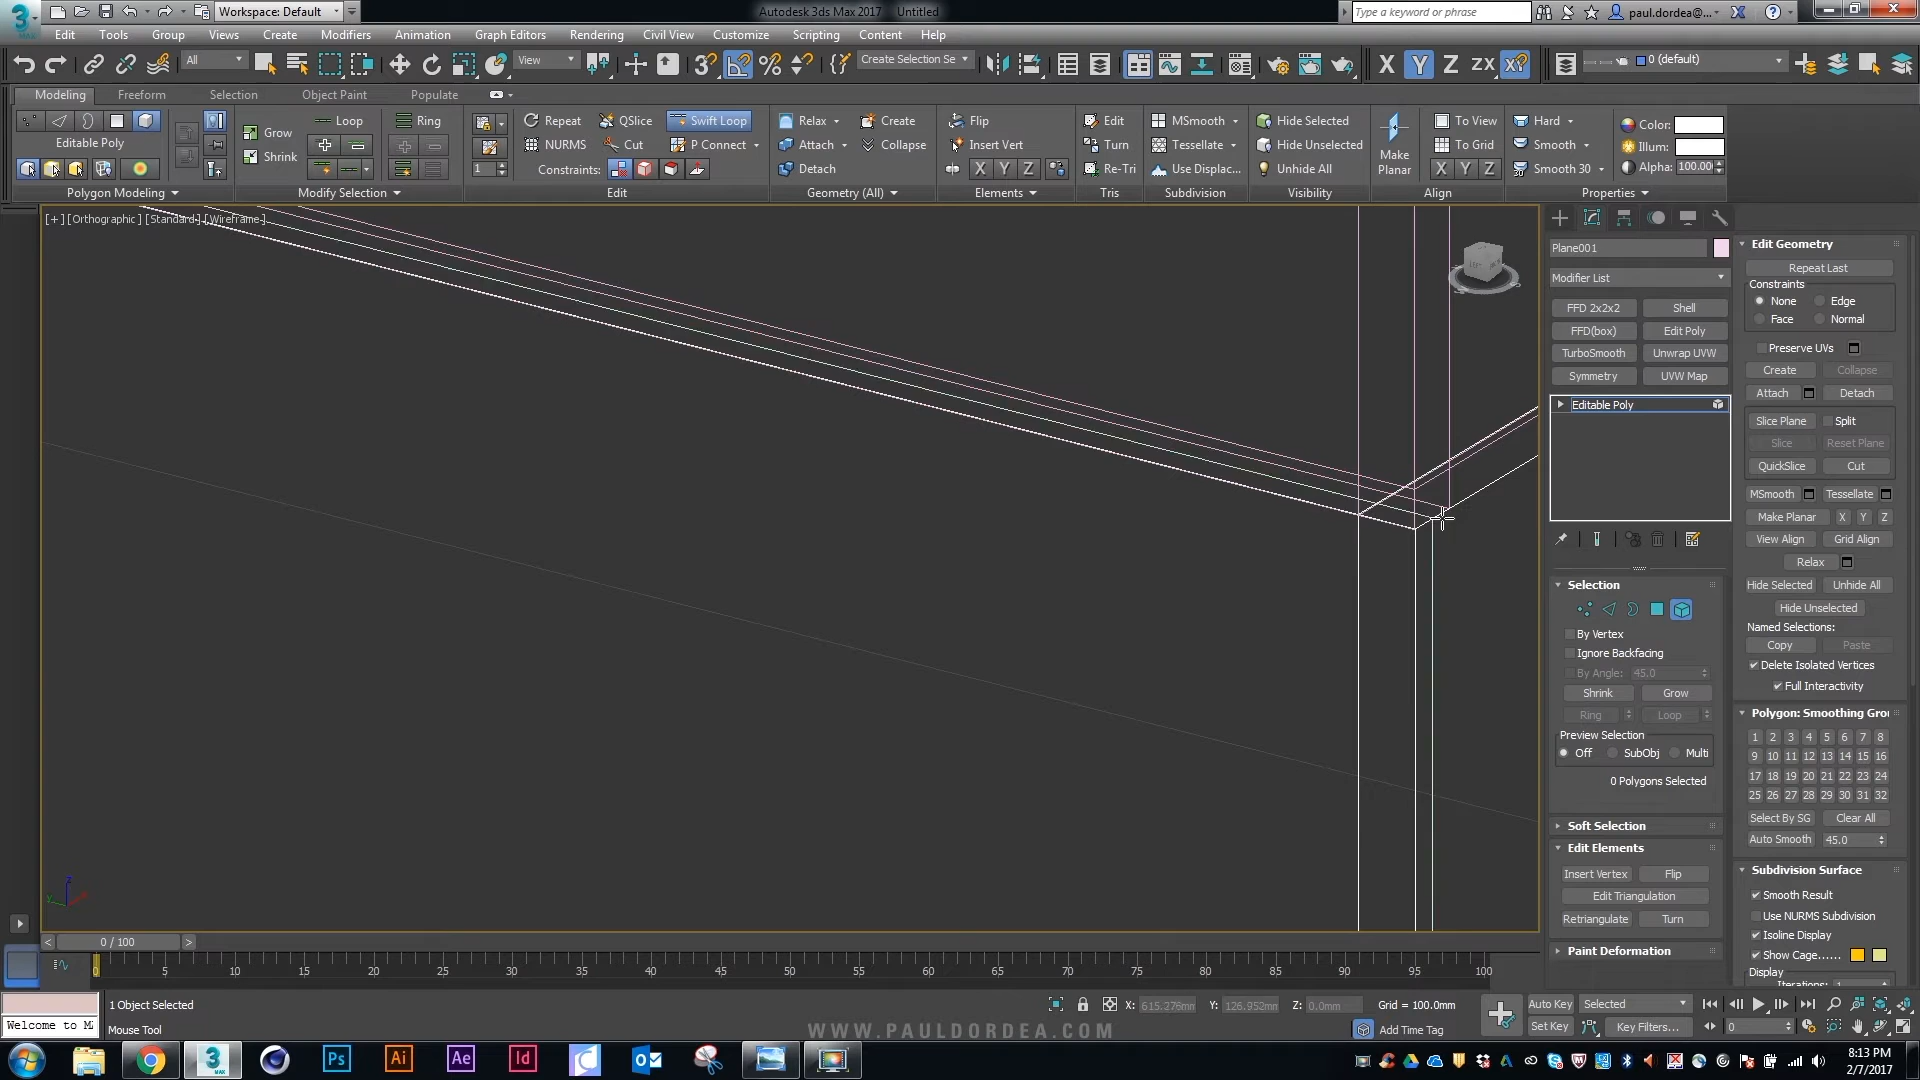 Workspace: Default
Autodesk 3ds Max 2017 Untitled
Type a keyword or phrase
paul.dordea@...
Edit Tools Group Views Create Modifiers Animation Graph Editors Rendering Civil View Customize Scripting Content Help
All
View
Create Selection Se
X Y Z ZX XY
0 (default)
Modeling Freeform Selection Object Paint Populate
Loop Ring Repeat QSlice Swift Loop Relax Create Flip Edit MSmooth Hide Selected Hard Color:
Grow
To View
Editable Poly
NURMS Cut P Connect Attach Collapse Insert Vert Turn Tessellate Hide Unselected To Grid Smooth Illum:
Shrink
Make Planar
1 Constraints: Detach X Y Z Re-Tri Use Displac... Unhide All X Y Z Smooth 30 Alpha: 100.00
Polygon Modeling Modify Selection Edit Geometry (All) Elements Tris Subdivision Visibility Align Properties
[+] [Orthographic ] [Standard ] [Wireframe ]
Plane001
Modifier List
FFD 2x2x2 Shell
FFD(box) Edit Poly
TurboSmooth Unwrap UVW
Symmetry UVW Map
Editable Poly
Selection
By Vertex
Ignore Backfacing
By Angle: 45.0
Shrink Grow
Ring Loop
Preview Selection
Off SubObj Multi
0 Polygons Selected
Soft Selection
Edit Elements
Insert Vertex Flip
Edit Triangulation
Retriangulate Turn
Paint Deformation
Edit Geometry
Repeat Last
Constraints
None Edge
Face Normal
Preserve UVs
Create Collapse
Attach Detach
Slice Plane Split
Slice Reset Plane
QuickSlice Cut
MSmooth Tessellate
Make Planar X Y Z
View Align Grid Align
Relax
Hide Selected Unhide All
Hide Unselected
Named Selections:
Copy Paste
Delete Isolated Vertices
Full Interactivity
Polygon: Smoothing Grou
1 2 3 4 5 6 7 8
9 10 11 12 13 14 15 16
17 18 19 20 21 22 23 24
25 26 27 28 29 30 31 32
Select By SG Clear All
Auto Smooth 45.0
Subdivision Surface
Smooth Result
Use NURMS Subdivision
Isoline Display
Show Cage......
Display
Iterations: 1
< 0 / 100 >
0 5 10 15 20 25 30 35 40 45 50 55 60 65 70 75 80 85 90 95 100
1 Object Selected
X: 615.276mm Y: 126.952mm Z: 0.0mm Grid = 100.0mm
Auto Key Selected
Welcome to M
Mouse Tool
WWW.PAULDORDEA.COM
Add Time Tag
Set Key Key Filters... 0
3 MAX Ps Ai Ae Id
8:13 PM
2/7/2017